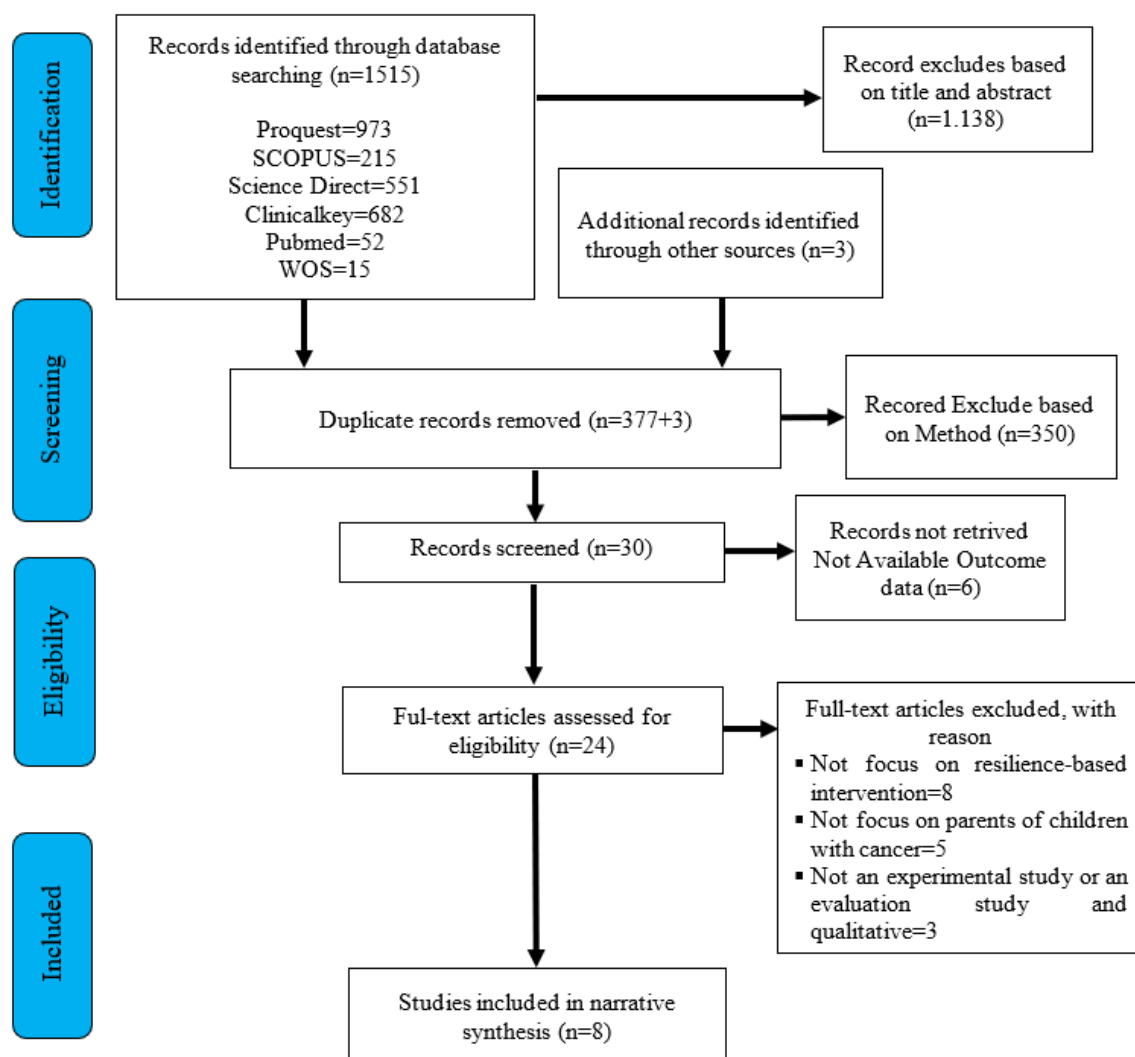 Identification
Records identified through database
searching (n=1515)
Proquest=973
SCOPUS=215
Science Direct=551
Clinicalkey=682
Pubmed=52
WOS=15
Record excludes based
on title and abstract
(n=1.138)
Additional records identified
through other sources (n=3)
Screening
Duplicate records removed (n=377+3)
Recored Exclude based
on Method (n=350)
Records screened (n=30)
Records not retrived
Not Available Outcome
data (n=6)
Eligibility
Ful-text articles assessed for
eligibility (n=24)
Full-text articles excluded, with
reason
▪ Not focus on resilience-based
intervention=8
▪ Not focus on parents of children
with cancer=5
▪ Not an experimental study or an
evaluation study and
qualitative=3
Included
Studies included in narrative
synthesis (n=8)